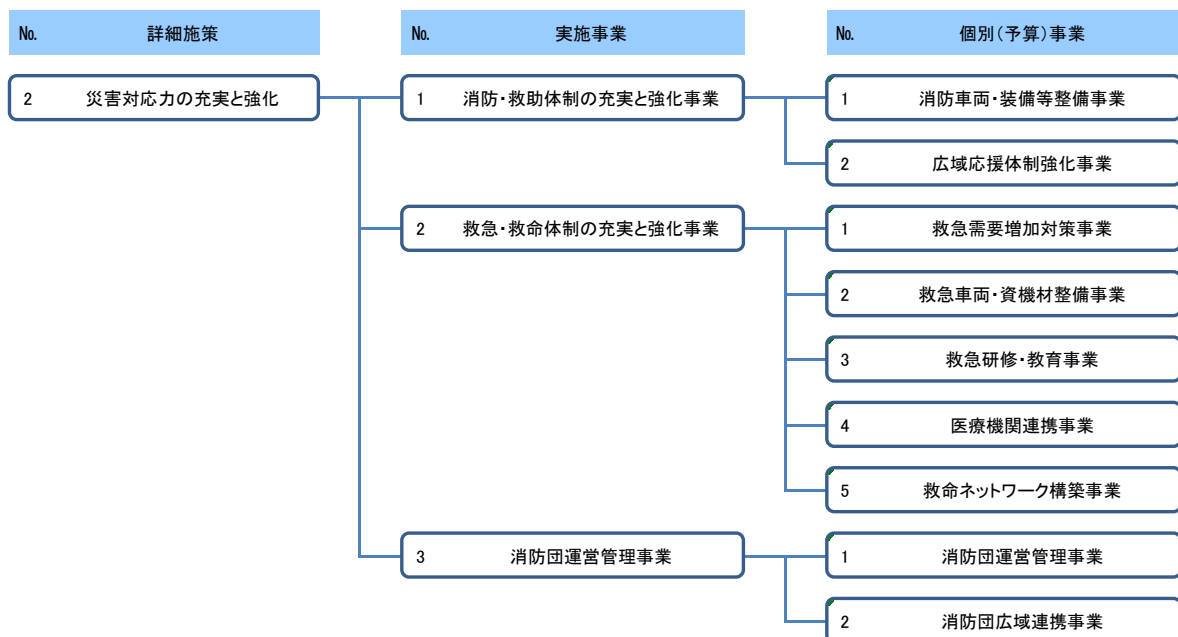 No. 詳細施策 No. 実施事業 No. 個別(予算)事業
2 災害対応力の充実と強化 1 消防・救助体制の充実と強化事業 1 消防車両・装備等整備事業
2 広域応援体制強化事業
2 救急・救命体制の充実と強化事業 1 救急需要増加対策事業
2 救急車両・資機材整備事業
3 救急研修・教育事業
4 医療機関連携事業
5 救命ネットワーク構築事業
3 消防団運営管理事業 1 消防団運営管理事業
2 消防団広域連携事業